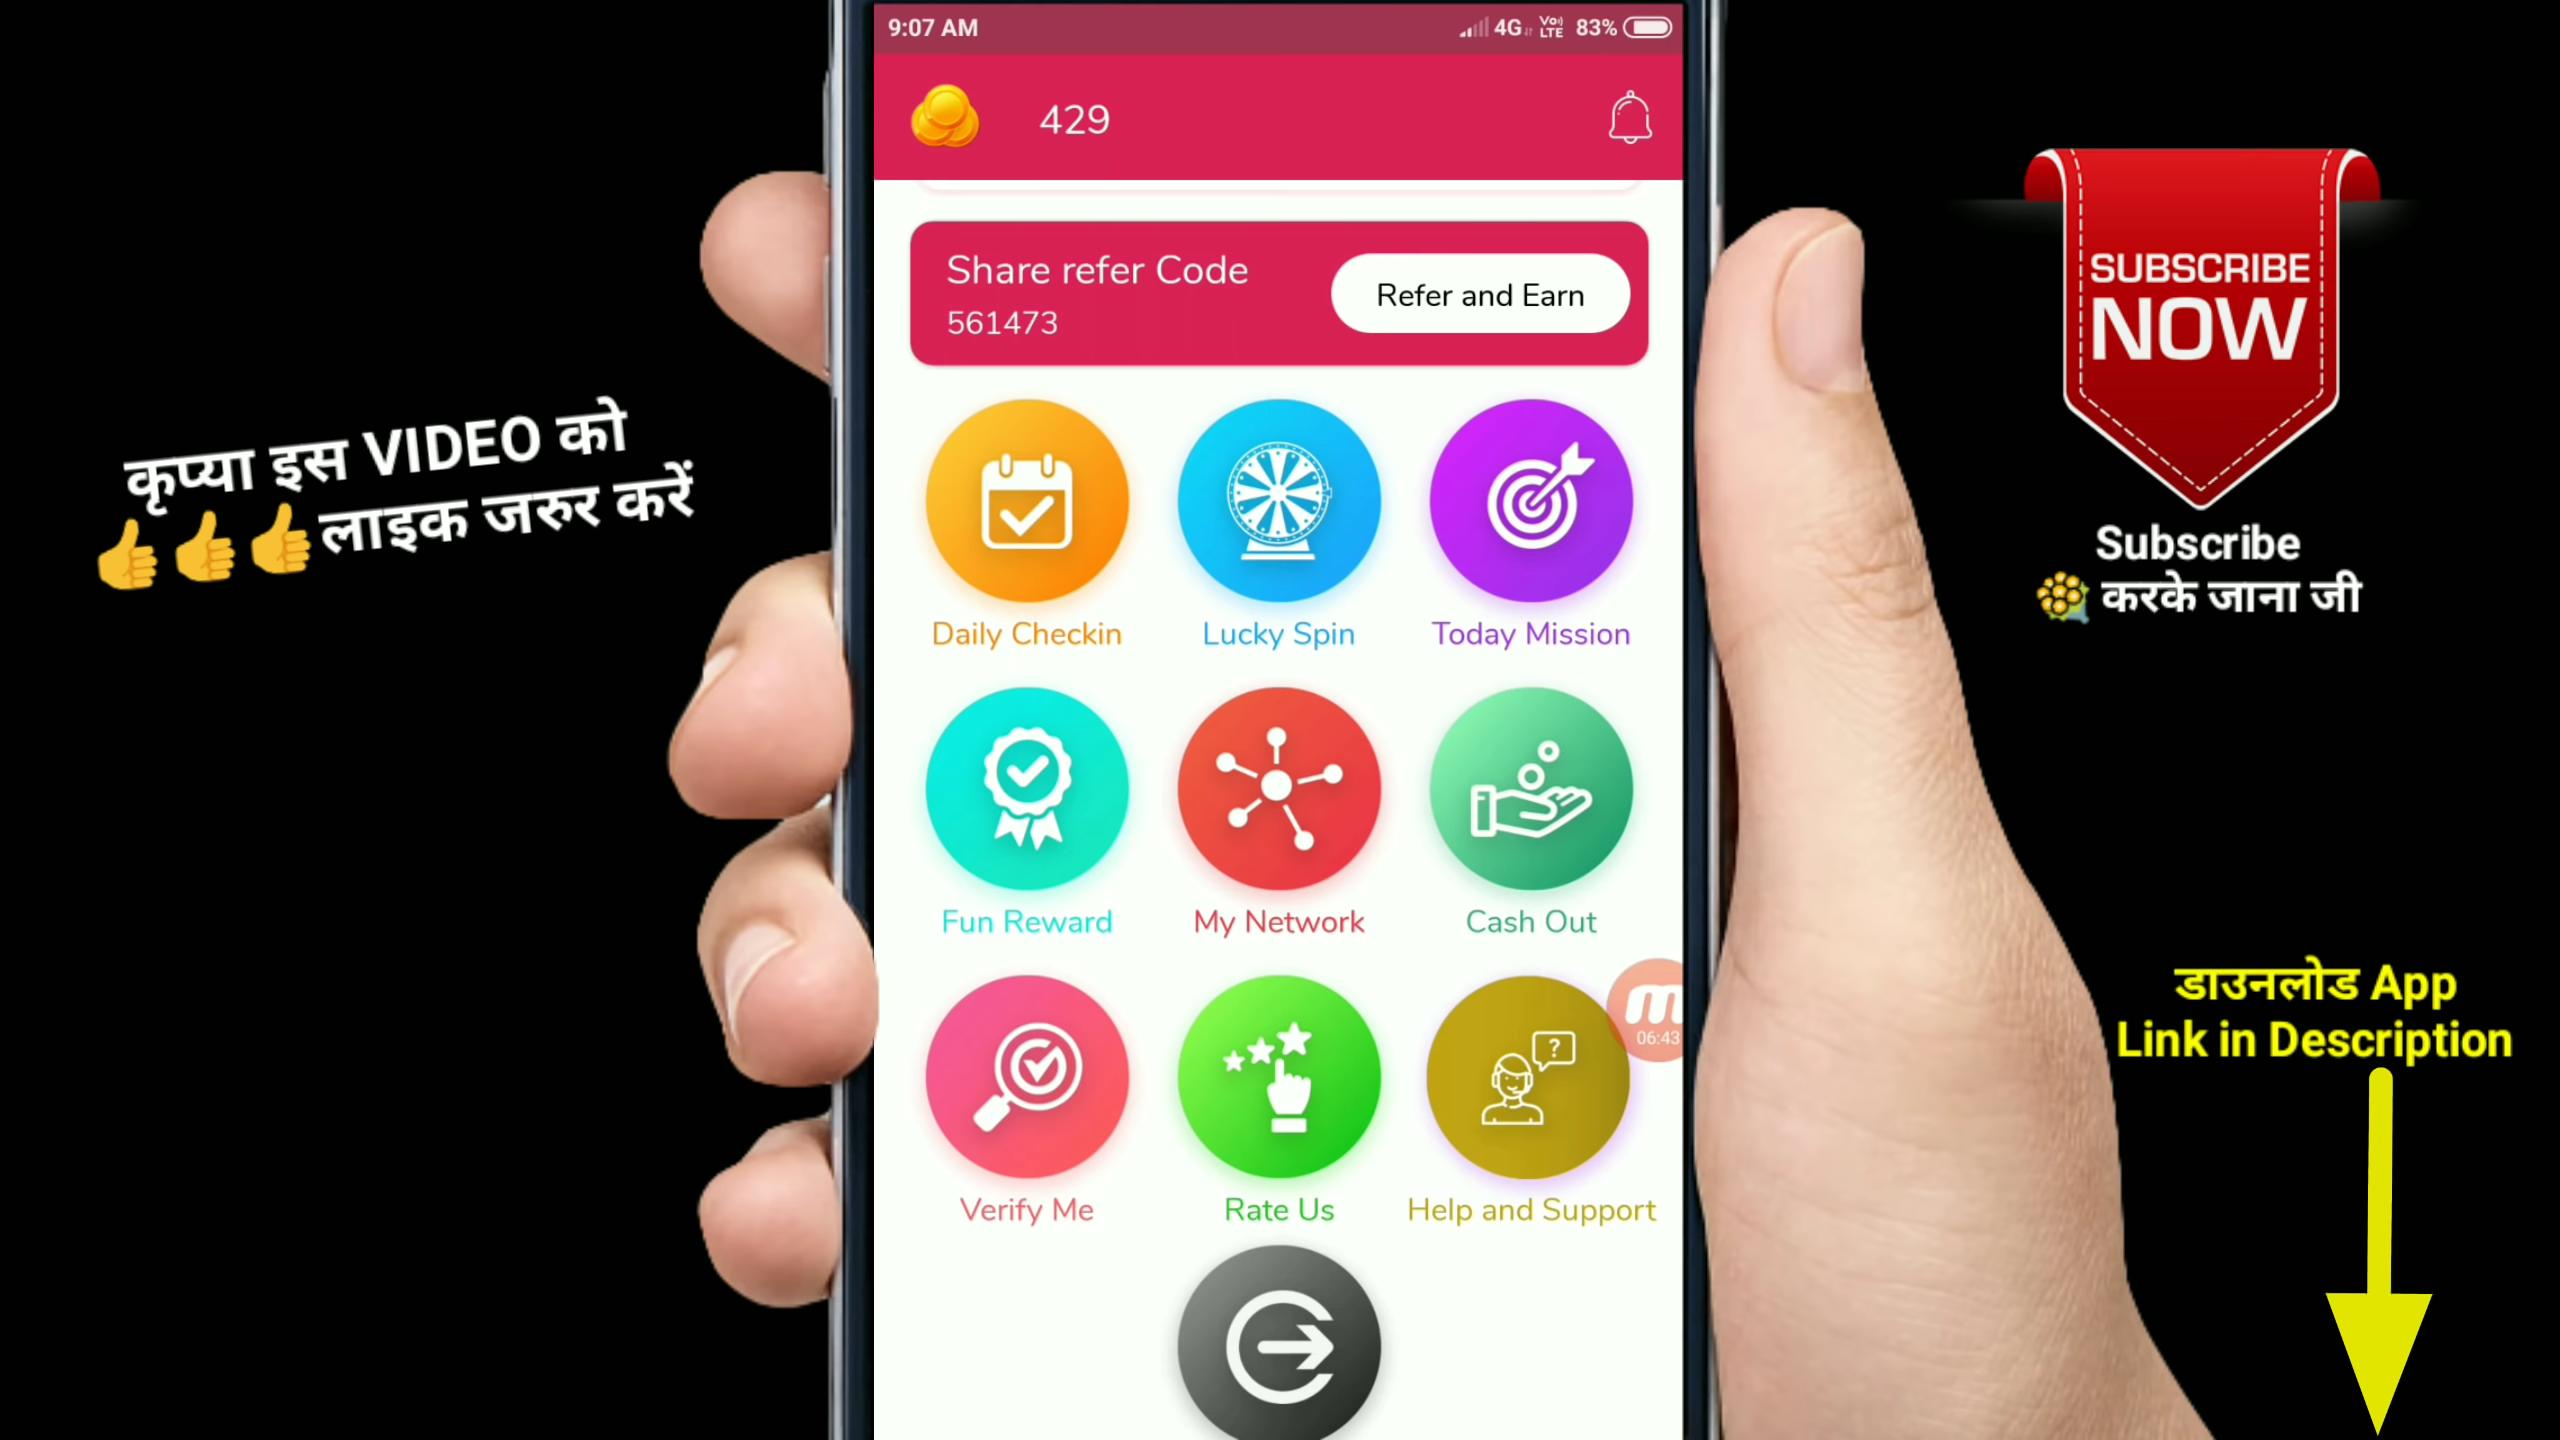 9:07 AM
4G VoLTE 83%
429
Share refer Code
561473
Refer and Earn
कृप्या इस VIDEO को
👍👍👍लाइक जरुर करें
SUBSCRIBE
NOW
Subscribe
💐 करके जाना जी
Daily Checkin
Lucky Spin
Today Mission
Fun Reward
My Network
Cash Out
06:43
डाउनलोड App
Link in Description
Verify Me
Rate Us
Help and Support